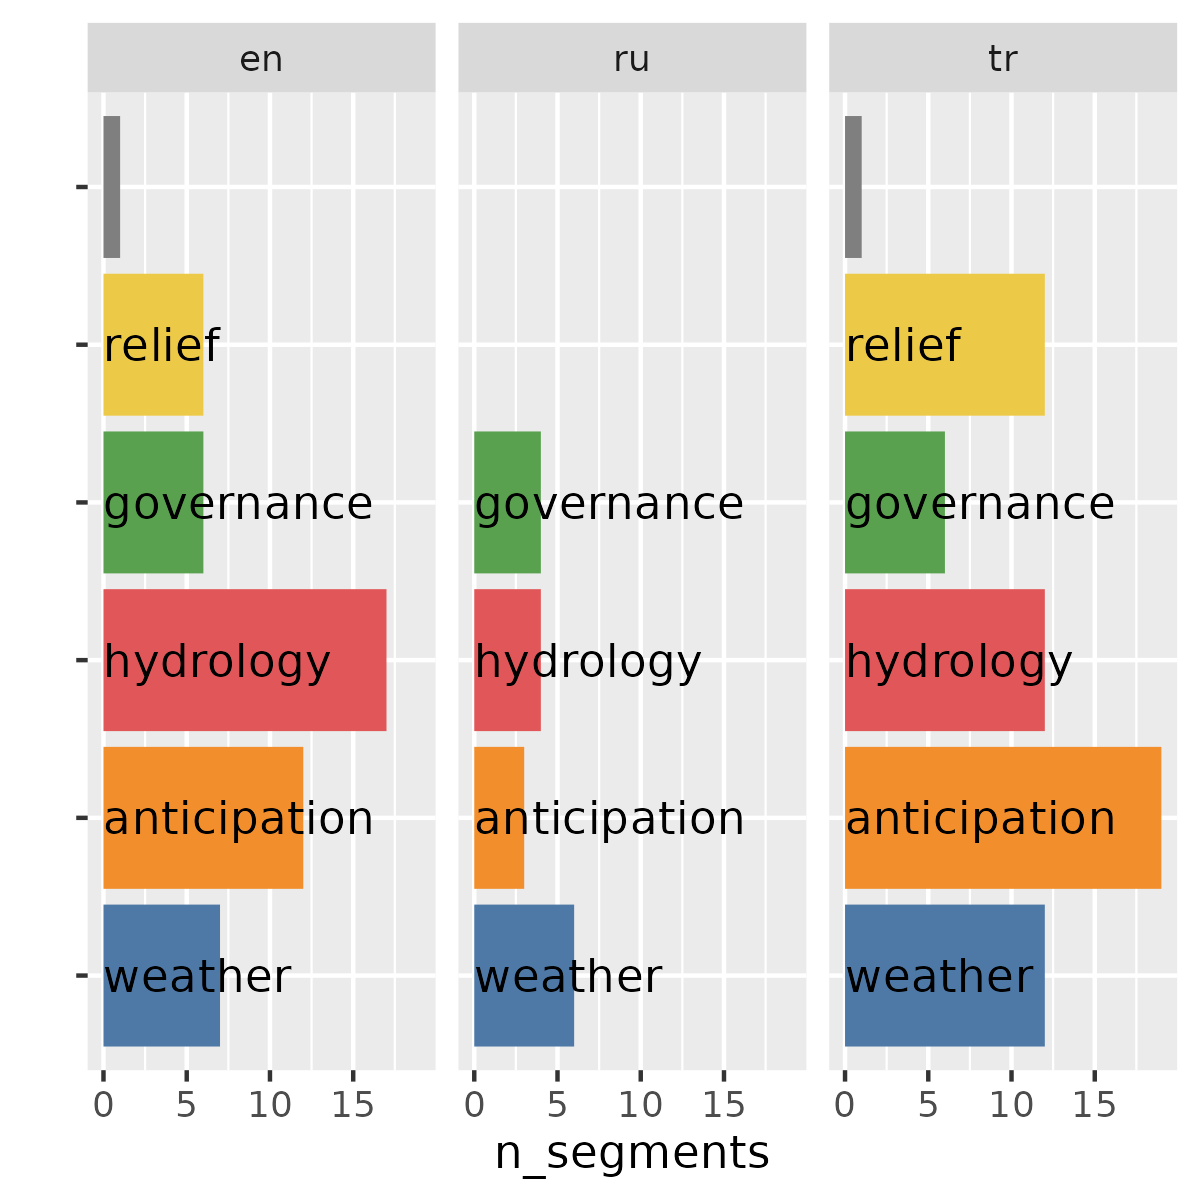 en ru tr
relief relief
governance governance governance
hydrology hydrology hydrology
anticipation anticipation anticipation
weather weather weather
0 5 10 15 0 5 10 15 0 5 10 15
n_segments